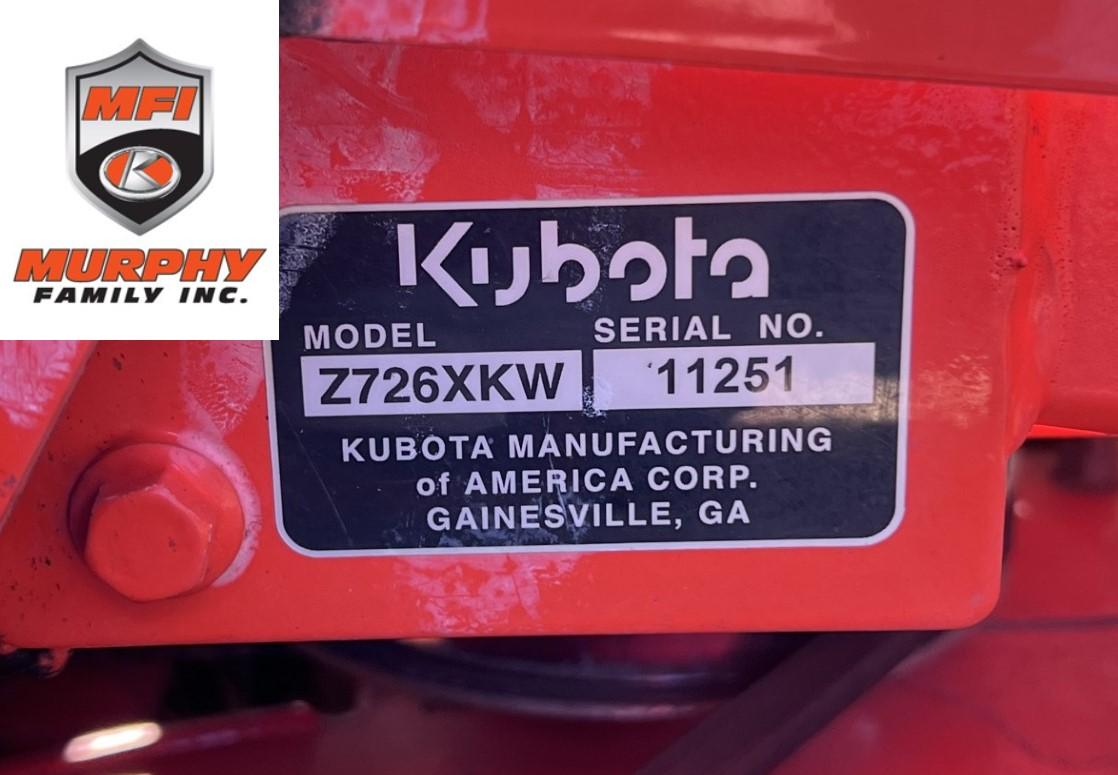 MFI
K
MURPHY
FAMILY INC.
Kubota
MODEL SERIAL NO.
Z726XKW 11251
KUBOTA MANUFACTURING
of AMERICA CORP.
GAINESVILLE, GA